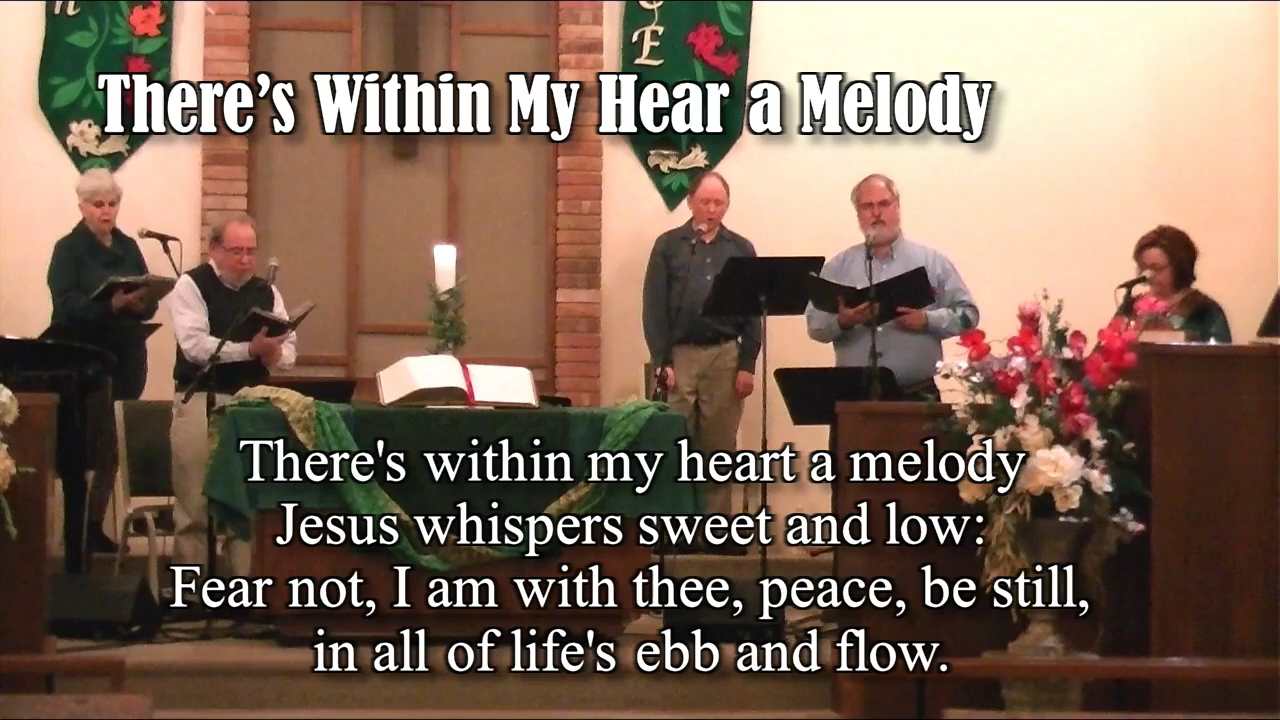 n
E
There’s Within My Hear a Melody
There's within my heart a melody
Jesus whispers sweet and low:
Fear not, I am with thee, peace, be still,
in all of life's ebb and flow.